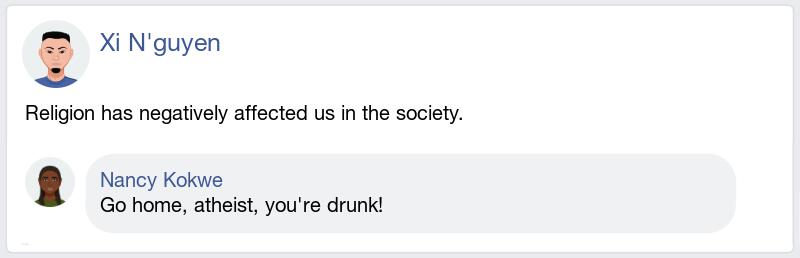 Xi N'guyen
Religion has negatively affected us in the society.
Nancy Kokwe
Go home, atheist, you're drunk!